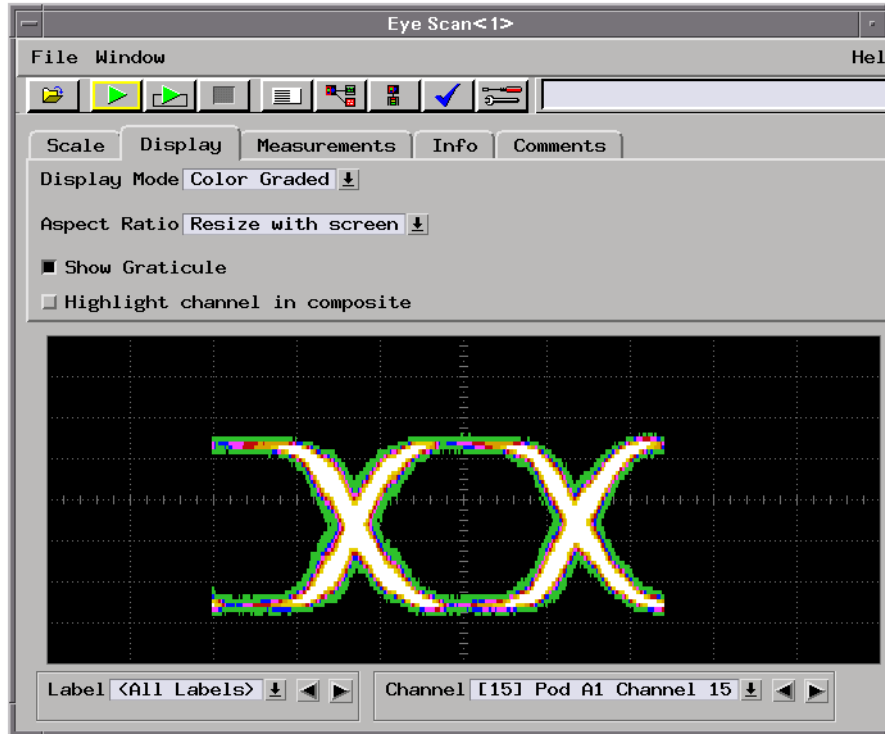 Eye Scan<1>
File Window Hel
Scale Display Measurements Info Comments
Display Mode Color Graded
Aspect Ratio Resize with screen
Show Graticule
Highlight channel in composite
Label <All Labels> Channel [15] Pod A1 Channel 15